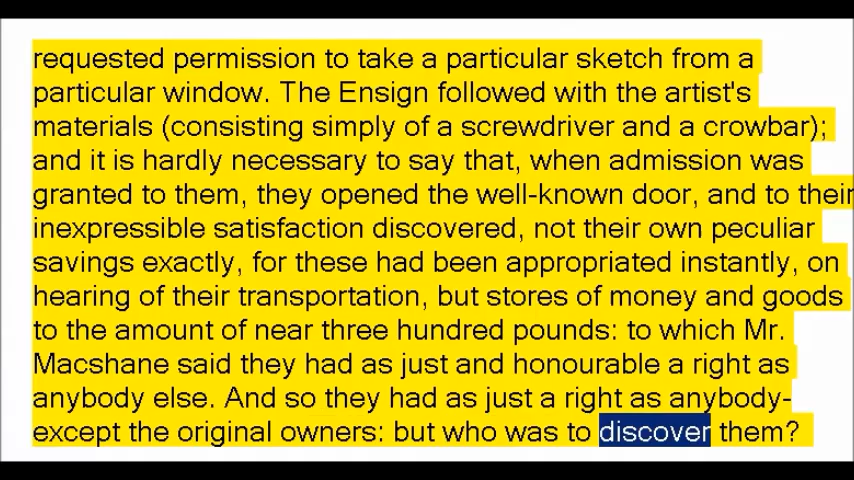 requested permission to take a particular sketch from a
particular window. The Ensign followed with the artist's
materials (consisting simply of a screwdriver and a crowbar);
and it is hardly necessary to say that, when admission was
granted to them, they opened the well-known door, and to their
inexpressible satisfaction discovered, not their own peculiar
savings exactly, for these had been appropriated instantly, on
hearing of their transportation, but stores of money and goods
to the amount of near three hundred pounds: to which Mr.
Macshane said they had as just and honourable a right as
anybody else. And so they had as just a right as anybody-
except the original owners: but who was to discover them?